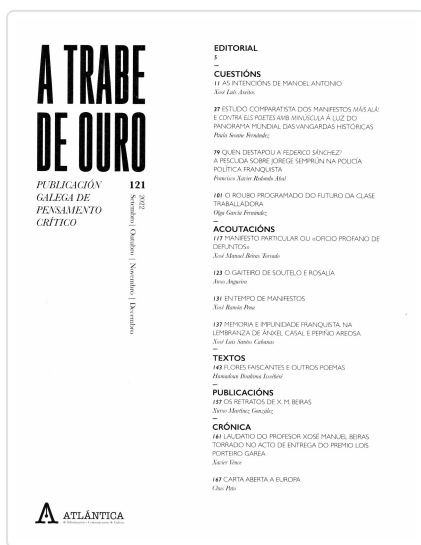 A TRABE
DE OURO
PUBLICACIÓN
GALEGA DE
PENSAMENTO
CRÍTICO
121
2022
Setembro | Outubro | Novembro | Decembro
EDITORIAL
5
CUESTIÓNS
11 AS INTENCIÓNS DE MANOEL ANTONIO
Xosé Luís Axeitos
27 ESTUDO COMPARATISTA DOS MANIFESTOS MÁIS ALÁ!
E CONTRA ELS POETES AMB MINÚSCULA Á LUZ DO
PANORAMA MUNDIAL DAS VANGARDAS HISTÓRICAS
Paula Seoane Fernández
79 QUEN DESTAPOU A FEDERICO SÁNCHEZ?
A PESCUDA SOBRE JOREGE SEMPRÚN NA POLICÍA
POLÍTICA FRANQUISTA
Francisco Xavier Redondo Abal
101 O ROUBO PROGRAMADO DO FUTURO DA CLASE
TRABALLADORA
Olga García Fernández
ACOUTACIÓNS
117 MANIFESTO PARTICULAR OU «OFICIO PROFANO DE
DEFUNTOS»
Xosé Manuel Beiras Torrado
123 O GAITEIRO DE SOUTELO E ROSALÍA
Anxo Angueira
131 EN TEMPO DE MANIFESTOS
Xosé Ramón Pena
137 MEMORIA E IMPUNIDADE FRANQUISTA. NA
LEMBRANZA DE ÁNXEL CASAL E PEPIÑO AREOSA
Xosé Luís Santos Cabanas
TEXTOS
143 FLORES FAISCANTES E OUTROS POEMAS
Hamadoun Ibrahima Issébéré
PUBLICACIÓNS
157 OS RETRATOS DE X. M. BEIRAS
Xurxo Martínez González
CRÓNICA
161 LAUDATIO DO PROFESOR XOSÉ MANUEL BEIRAS
TORRADO NO ACTO DE ENTREGA DO PREMIO LOIS
PORTEIRO GAREA
Xavier Vence
167 CARTA ABERTA A EUROPA
Chus Pato
ATLÁNTICA